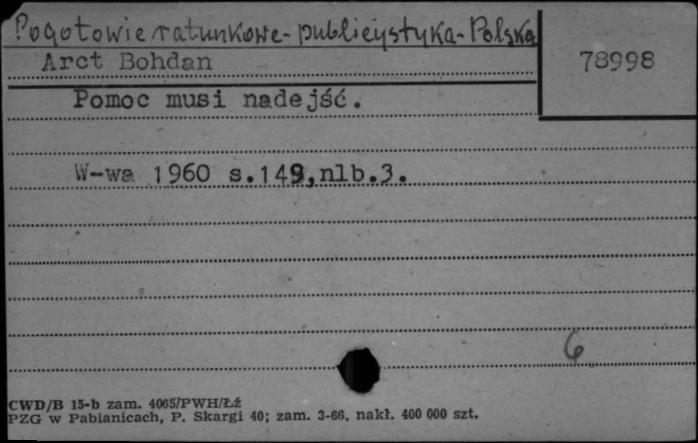 Pogotowie ratunkowe - publicystyka - Polska
Arct Bohdan
78998
Pomoc musi nadejść.
W-wa 1960 s.149,nlb.3.
6
CWD/B 15-b zam. 4065/PWH/Łź
PZG w Pabianicach, P. Skargi 40; zam. 3-66, nakł. 400 000 szt.